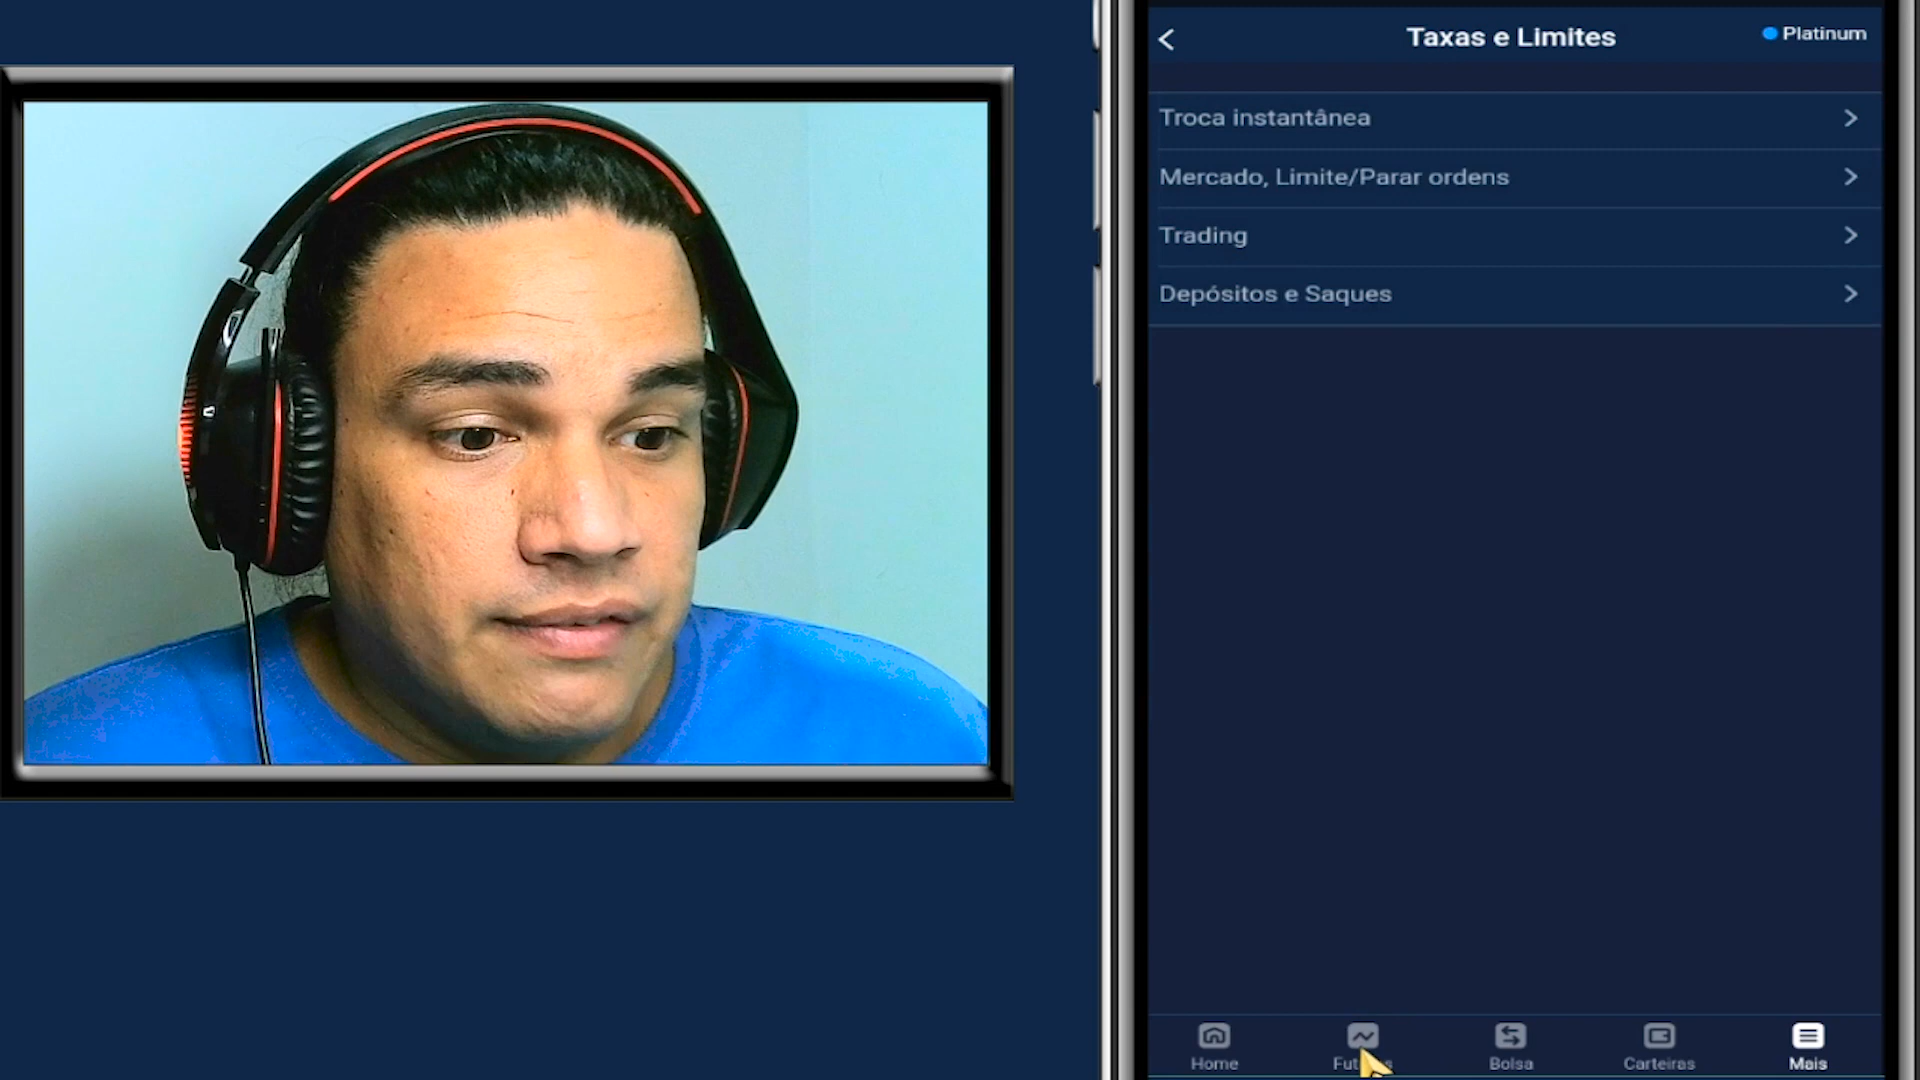 Taxas e Limites
Platinum
Troca instantânea
Mercado, Limite/Parar ordens
Trading
Depósitos e Saques
Home
Bolsa
Carteiras
Mais